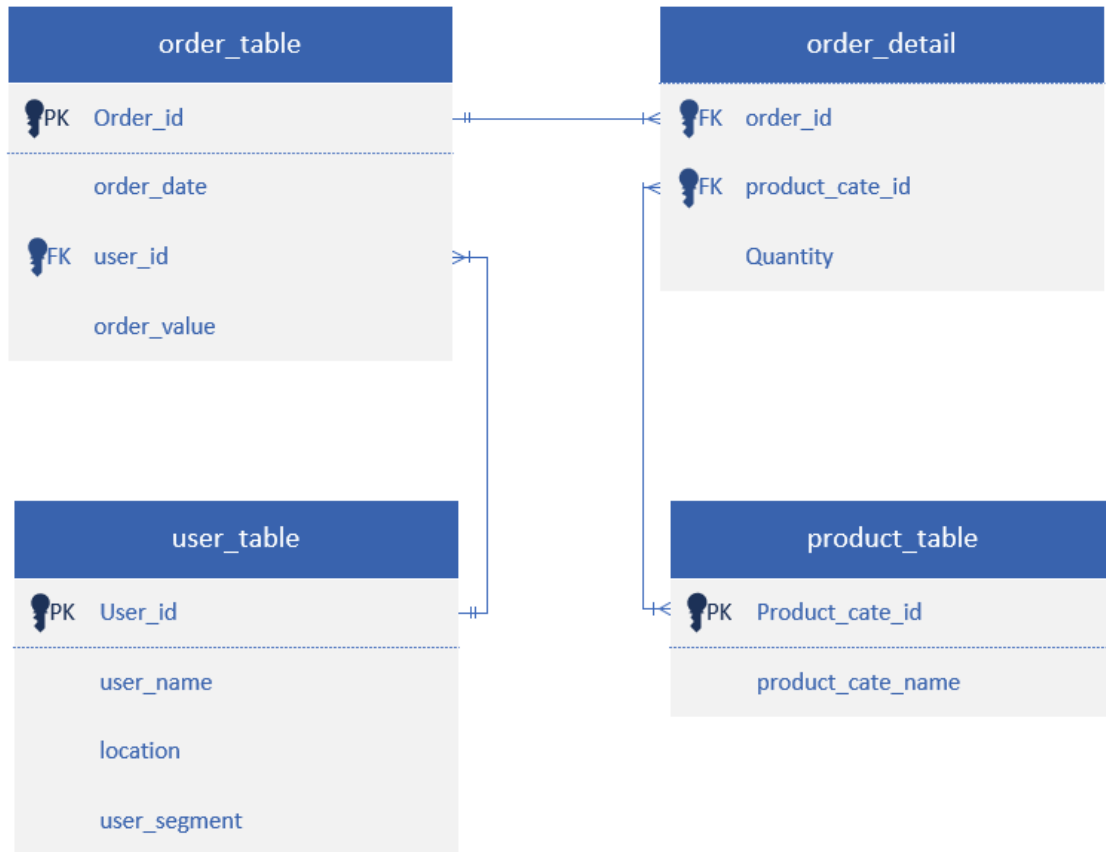 order_table
PK Order_id
order_date
FK user_id
order_value
order_detail
FK order_id
FK product_cate_id
Quantity
user_table
PK User_id
user_name
location
user_segment
product_table
PK Product_cate_id
product_cate_name